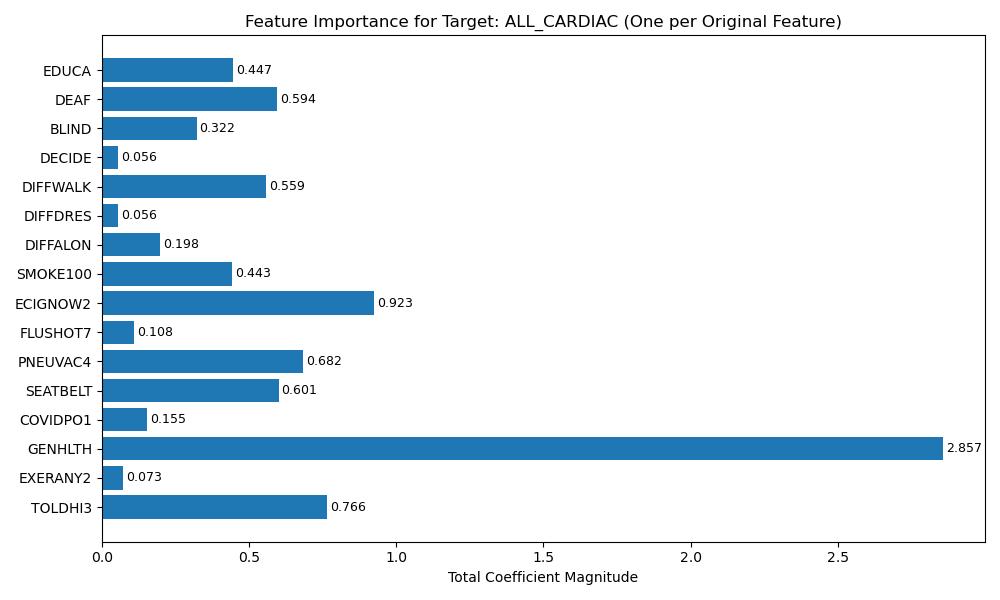 Feature Importance for Target: ALL_CARDIAC (One per Original Feature)
EDUCA 0.447
DEAF 0.594
BLIND 0.322
DECIDE 0.056
DIFFWALK 0.559
DIFFDRES 0.056
DIFFALON 0.198
SMOKE100 0.443
ECIGNOW2 0.923
FLUSHOT7 0.108
PNEUVAC4 0.682
SEATBELT 0.601
COVIDPO1 0.155
GENHLTH 2.857
EXERANY2 0.073
TOLDHI3 0.766
0.0 0.5 1.0 1.5 2.0 2.5
Total Coefficient Magnitude